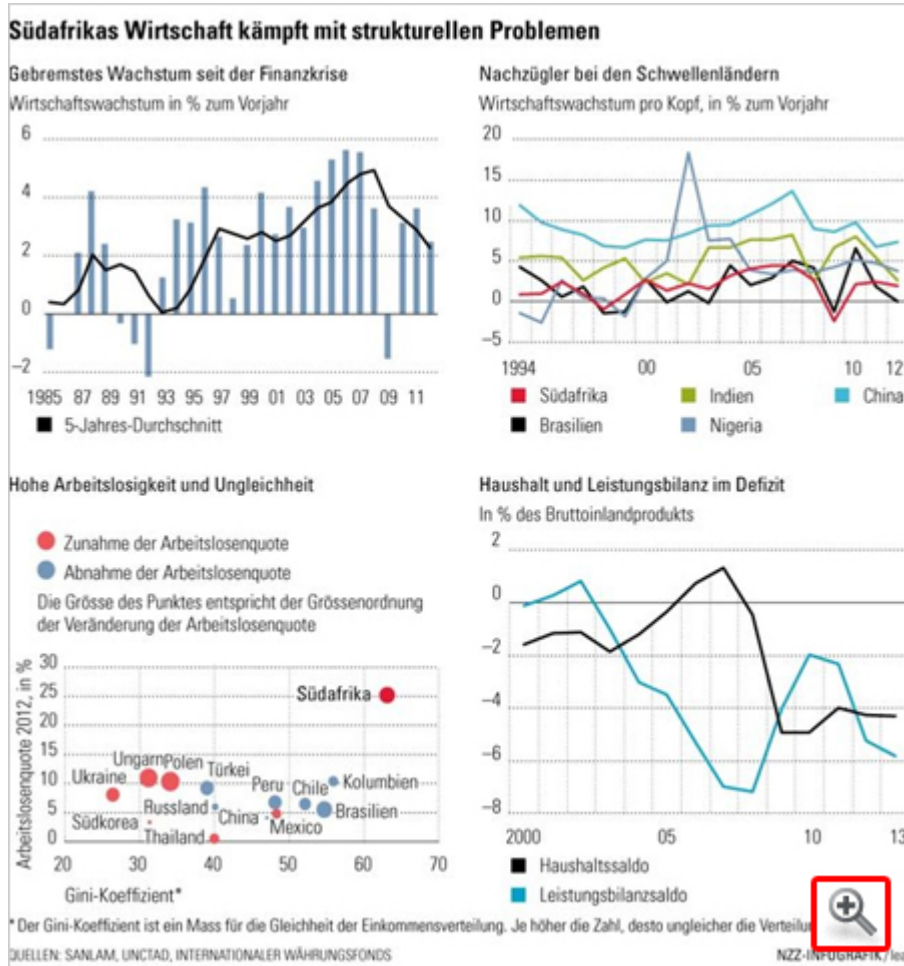 Südafrikas Wirtschaft kämpft mit strukturellen Problemen
Gebremstes Wachstum seit der Finanzkrise
Wirtschaftswachstum in % zum Vorjahr
6
4
2
0
–2
1985 87 89 91 93 95 97 99 01 03 05 07 09 11
5-Jahres-Durchschnitt
Nachzügler bei den Schwellenländern
Wirtschaftswachstum pro Kopf, in % zum Vorjahr
20
15
10
5
0
–5
1994 00 05 10 12
Südafrika Indien China
Brasilien Nigeria
Hohe Arbeitslosigkeit und Ungleichheit
Zunahme der Arbeitslosenquote
Abnahme der Arbeitslosenquote
Die Grösse des Punktes entspricht der Grössenordnung
der Veränderung der Arbeitslosenquote
Arbeitslosenquote 2012, in %
30
25
20
15
10
5
0
Südafrika
Ungarn Polen Türkei
Ukraine
Peru Chile Kolumbien
Russland
China
Brasilien
Südkorea
Mexico
Thailand
20 30 40 50 60 70
Gini-Koeffizient*
Haushalt und Leistungsbilanz im Defizit
In % des Bruttoinlandprodukts
2
0
–2
–4
–6
–8
2000 05 10 13
Haushaltssaldo
Leistungsbilanzsaldo
* Der Gini-Koeffizient ist ein Mass für die Gleichheit der Einkommensverteilung. Je höher die Zahl, desto ungleicher die
QUELLEN: SANLAM, UNCTAD, INTERNATIONALER WÄHRUNGSFONDS
NZZ-INFOGRAFIK/lea